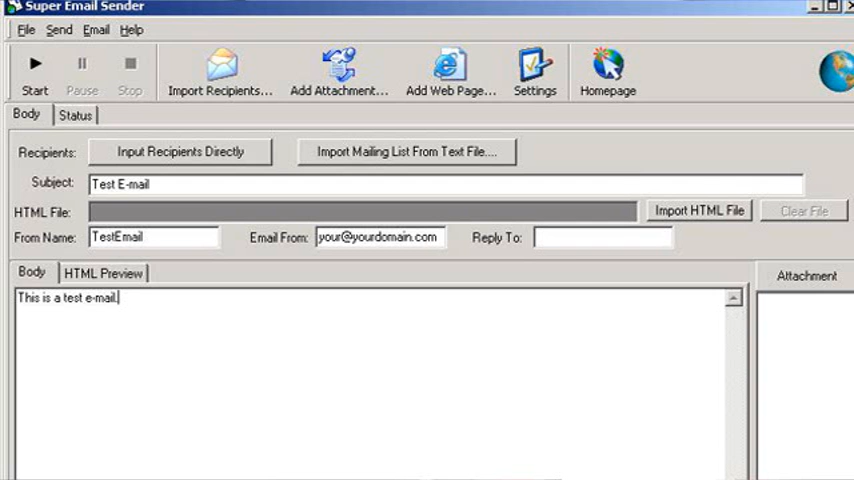 Super Email Sender
File Send Email Help
Start Pause Stop Import Recipients... Add Attachment... Add Web Page... Settings Homepage
Body Status
Recipients: Input Recipients Directly Import Mailing List From Text File....
Subject: Test E-mail
HTML File: Import HTML File Clear File
From Name: TestEmail Email From: your@yourdomain.com Reply To:
Body HTML Preview Attachment
This is a test e-mail.